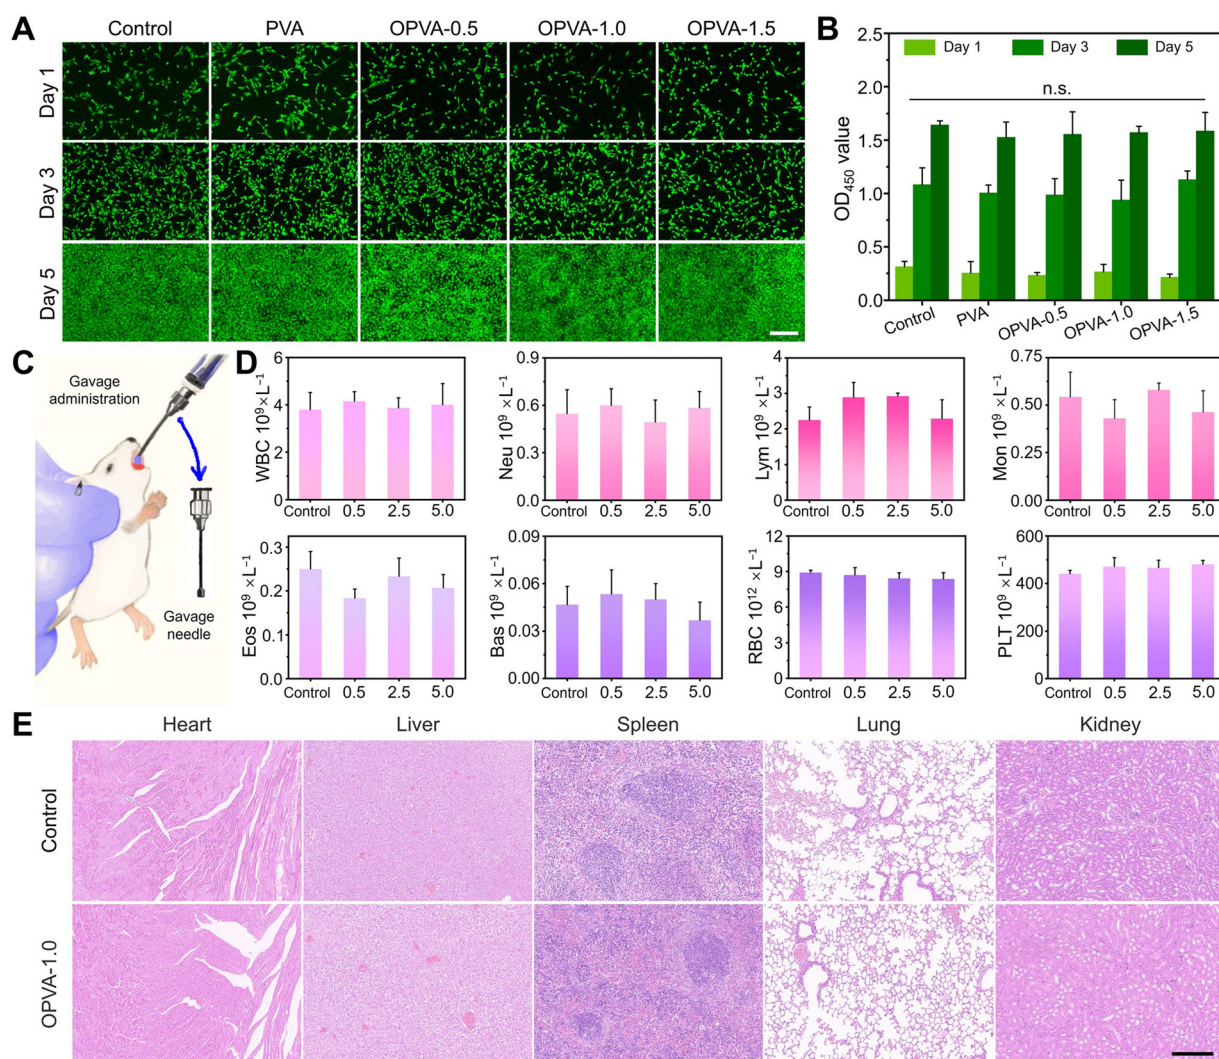 A
Control PVA OPVA-0.5 OPVA-1.0 OPVA-1.5
Day 1
Day 3
Day 5
B
OD450 value
2.5
2.0
1.5
1.0
0.5
0.0
Day 1 Day 3 Day 5
n.s.
Control PVA OPVA-0.5 OPVA-1.0 OPVA-1.5
C
Gavage
administration
Gavage
needle
D
WBC 10⁹ ×L⁻¹
6
4
2
0
Control 0.5 2.5 5.0
Neu 10⁹ ×L⁻¹
0.9
0.6
0.3
0.0
Control 0.5 2.5 5.0
Lym 10⁹ ×L⁻¹
4
3
2
1
0
Control 0.5 2.5 5.0
Mon 10⁹ ×L⁻¹
0.75
0.50
0.25
0.00
Control 0.5 2.5 5.0
Eos 10⁹ ×L⁻¹
0.3
0.2
0.1
0.0
Control 0.5 2.5 5.0
Bas 10⁹ ×L⁻¹
0.09
0.06
0.03
0.00
Control 0.5 2.5 5.0
RBC 10¹² ×L⁻¹
12
9
6
3
0
Control 0.5 2.5 5.0
PLT 10⁹ ×L⁻¹
600
400
200
0
Control 0.5 2.5 5.0
E
Heart Liver Spleen Lung Kidney
Control
OPVA-1.0